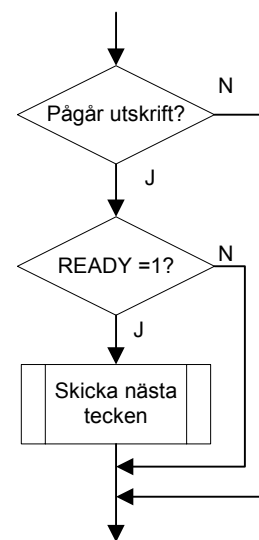 N
Pågår utskrift?
J
N
READY =1?
J
Skicka nästa
tecken